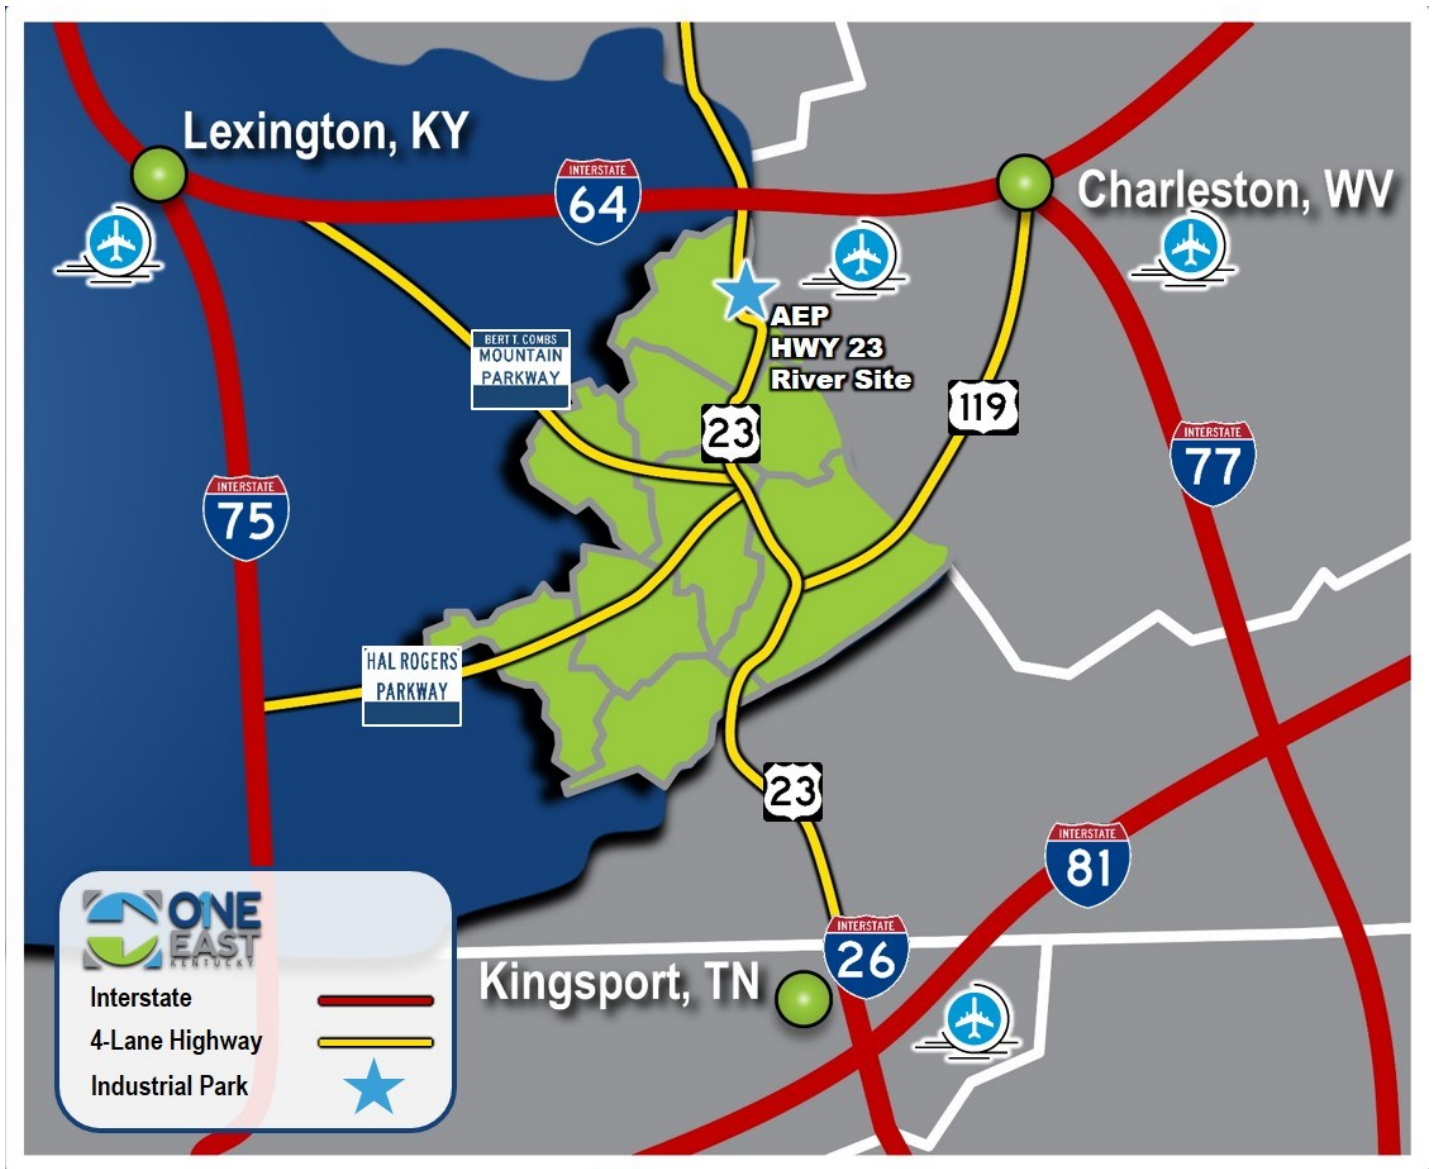 Lexington, KY
INTERSTATE
64
Charleston, WV
AEP
HWY 23
River Site
BERT T. COMBS
MOUNTAIN
PARKWAY
23
119
INTERSTATE
77
INTERSTATE
75
HAL ROGERS
PARKWAY
23
INTERSTATE
81
INTERSTATE
26
Kingsport, TN
ONE
EAST
KENTUCKY
Interstate
4-Lane Highway
Industrial Park